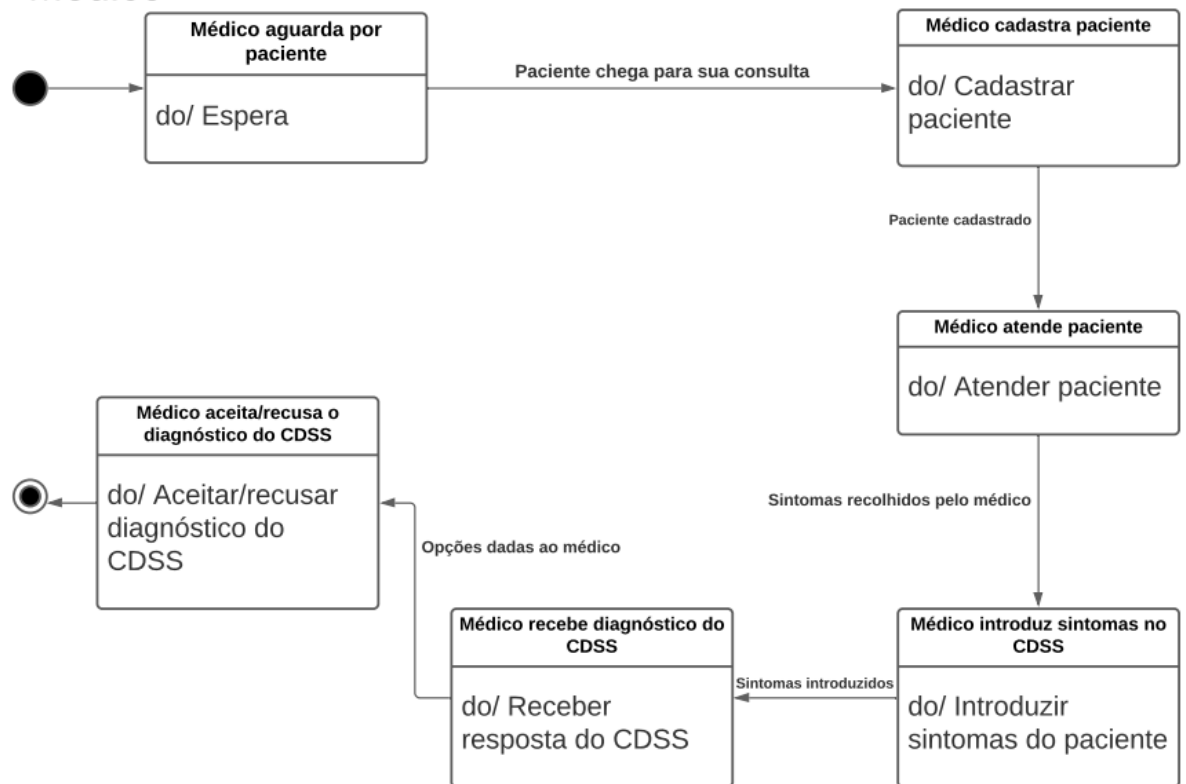 Médico aguarda por
paciente
do/ Espera
Paciente chega para sua consulta
Médico cadastra paciente
do/ Cadastrar
paciente
Paciente cadastrado
Médico atende paciente
do/ Atender paciente
Sintomas recolhidos pelo médico
Médico introduz sintomas no
CDSS
do/ Introduzir
sintomas do paciente
Sintomas introduzidos
Médico recebe diagnóstico do
CDSS
do/ Receber
resposta do CDSS
Opções dadas ao médico
Médico aceita/recusa o
diagnóstico do CDSS
do/ Aceitar/recusar
diagnóstico do
CDSS